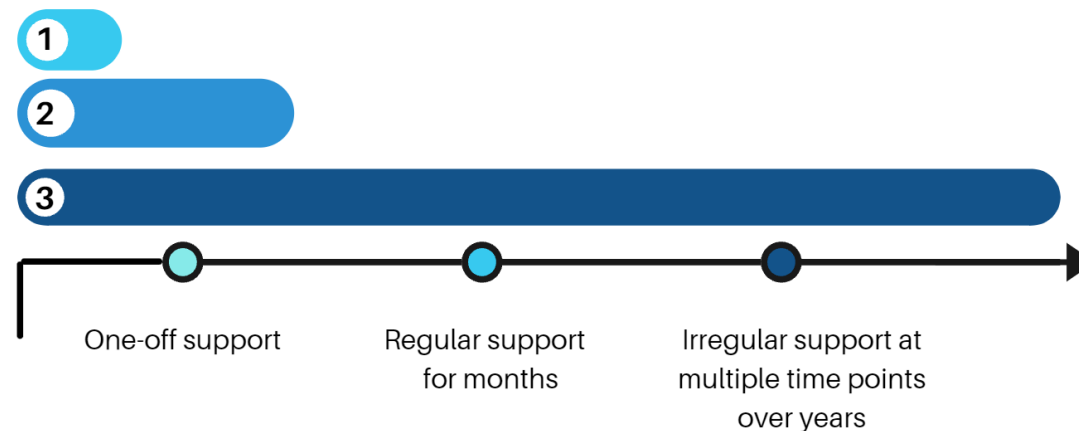 1
2
3
One-off support
Regular support
for months
Irregular support at
multiple time points
over years